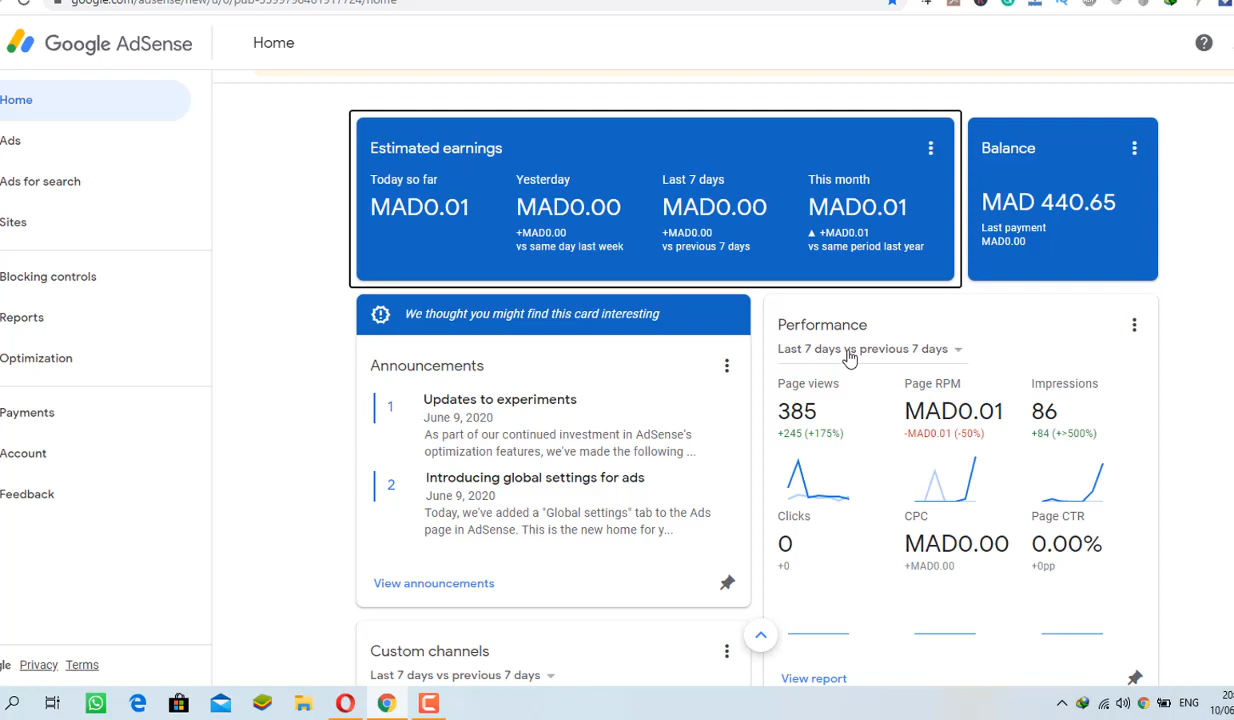 google.com/adsense/new/u/0/pub-3599796401917724/home
Google AdSense
Home
Home
Ads
Ads for search
Sites
Blocking controls
Reports
Optimization
Payments
Account
Feedback
Privacy
Terms
Estimated earnings
Today so far
Yesterday
Last 7 days
This month
MAD0.01
MAD0.00
MAD0.00
MAD0.01
+MAD0.00
+MAD0.00
▲ +MAD0.01
vs same day last week
vs previous 7 days
vs same period last year
Balance
MAD 440.65
Last payment
MAD0.00
We thought you might find this card interesting
Announcements
1
Updates to experiments
June 9, 2020
As part of our continued investment in AdSense's
optimization features, we've made the following ...
2
Introducing global settings for ads
June 9, 2020
Today, we've added a "Global settings" tab to the Ads
page in AdSense. This is the new home for y...
View announcements
Custom channels
Last 7 days vs previous 7 days
Performance
Last 7 days vs previous 7 days
Page views
Page RPM
Impressions
385
MAD0.01
86
+245 (+175%)
-MAD0.01 (-50%)
+84 (+>500%)
Clicks
CPC
Page CTR
0
MAD0.00
0.00%
+0
+MAD0.00
+0pp
View report
ENG